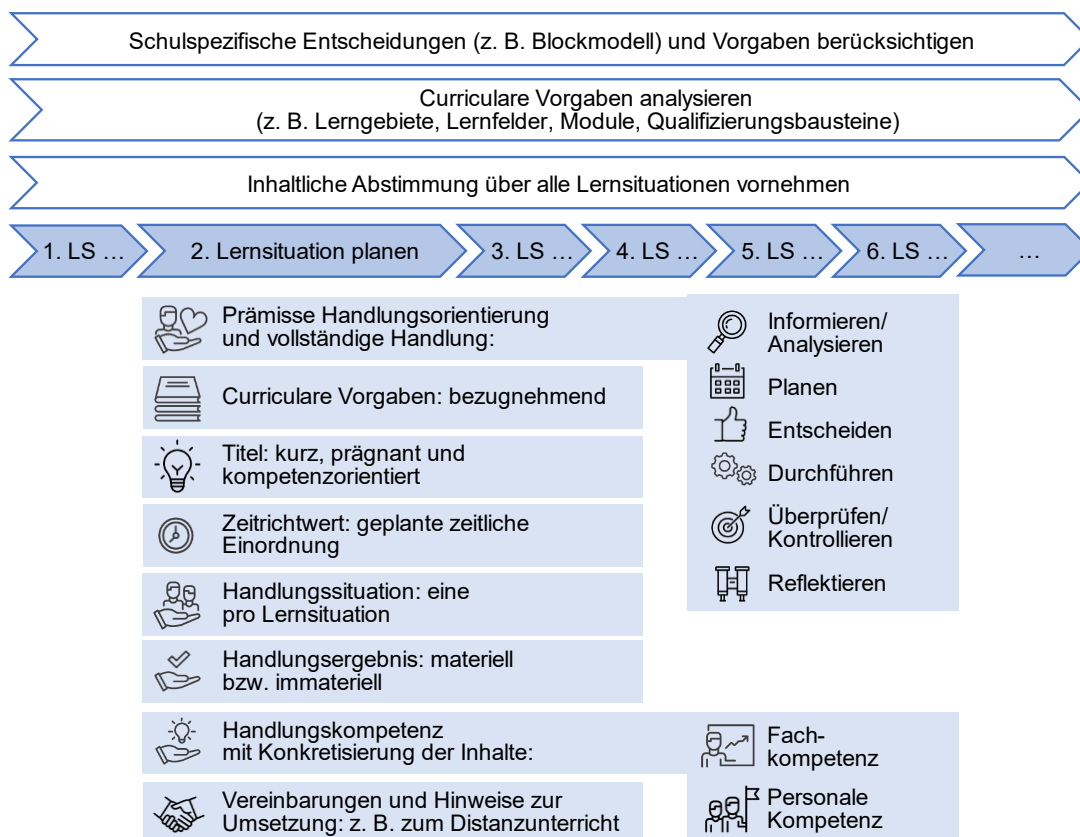 Schulspezifische Entscheidungen (z. B. Blockmodell) und Vorgaben berücksichtigen
Curriculare Vorgaben analysieren
(z. B. Lerngebiete, Lernfelder, Module, Qualifizierungsbausteine)
Inhaltliche Abstimmung über alle Lernsituationen vornehmen
1. LS …
2. Lernsituation planen
3. LS …
4. LS …
5. LS …
6. LS …
…
Prämisse Handlungsorientierung
und vollständige Handlung:
Informieren/
Analysieren
Planen
Entscheiden
Durchführen
Überprüfen/
Kontrollieren
Reflektieren
Curriculare Vorgaben: bezugnehmend
Titel: kurz, prägnant und
kompetenzorientiert
Zeitrichtwert: geplante zeitliche
Einordnung
Handlungssituation: eine
pro Lernsituation
Handlungsergebnis: materiell
bzw. immateriell
Handlungskompetenz
mit Konkretisierung der Inhalte:
Fach-
kompetenz
Personale
Kompetenz
Vereinbarungen und Hinweise zur
Umsetzung: z. B. zum Distanzunterricht